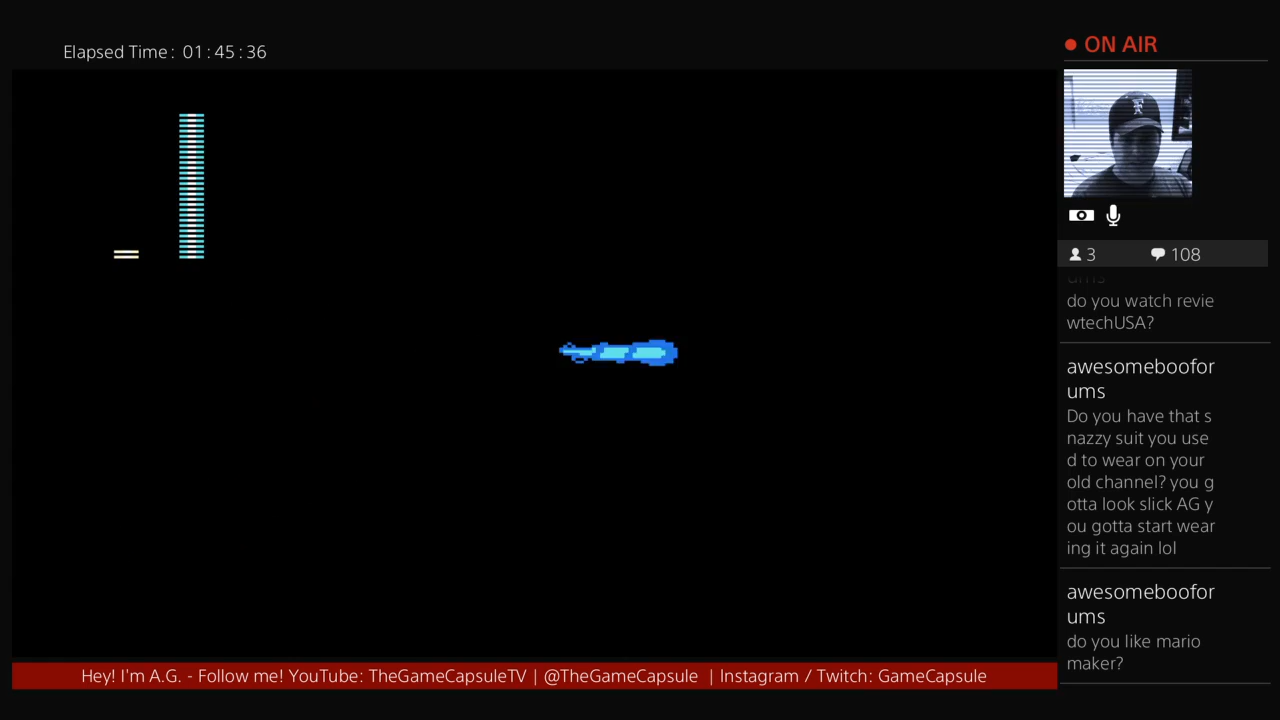 Elapsed Time: 01:45:36
ON AIR
3 108
ums
do you watch revie
wtechUSA?
awesomeboofor
ums
Do you have that s
nazzy suit you use
d to wear on your
old channel? you g
otta look slick AG y
ou gotta start wear
ing it again lol
awesomeboofor
ums
do you like mario
maker?
Hey! I'm A.G. - Follow me! YouTube: TheGameCapsuleTV | @TheGameCapsule | Instagram / Twitch: GameCapsule